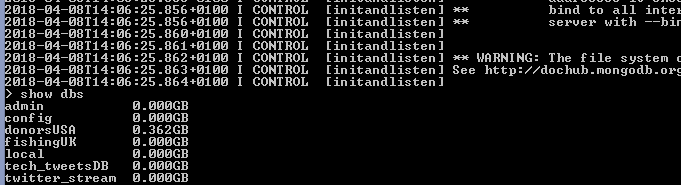 2018-04-08T14:06:25.856+0100 I CONTROL  [initandlisten] **          bind to all inter
2018-04-08T14:06:25.859+0100 I CONTROL  [initandlisten] **          server with --bin
2018-04-08T14:06:25.860+0100 I CONTROL  [initandlisten]
2018-04-08T14:06:25.861+0100 I CONTROL  [initandlisten]
2018-04-08T14:06:25.862+0100 I CONTROL  [initandlisten] ** WARNING: The file system c
2018-04-08T14:06:25.863+0100 I CONTROL  [initandlisten] See http://dochub.mongodb.org
2018-04-08T14:06:25.864+0100 I CONTROL  [initandlisten]
> show dbs
admin           0.000GB
config          0.000GB
donorsUSA       0.362GB
fishingUK       0.000GB
local           0.000GB
tech_tweetsDB   0.000GB
twitter_stream  0.000GB